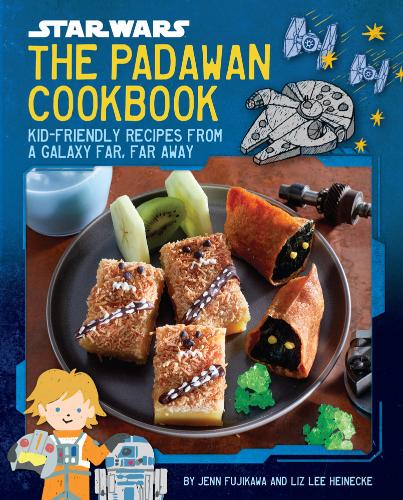 STAR WARS
THE PADAWAN
COOKBOOK
KID-FRIENDLY RECIPES FROM
A GALAXY FAR, FAR AWAY
BY JENN FUJIKAWA AND LIZ LEE HEINECKE